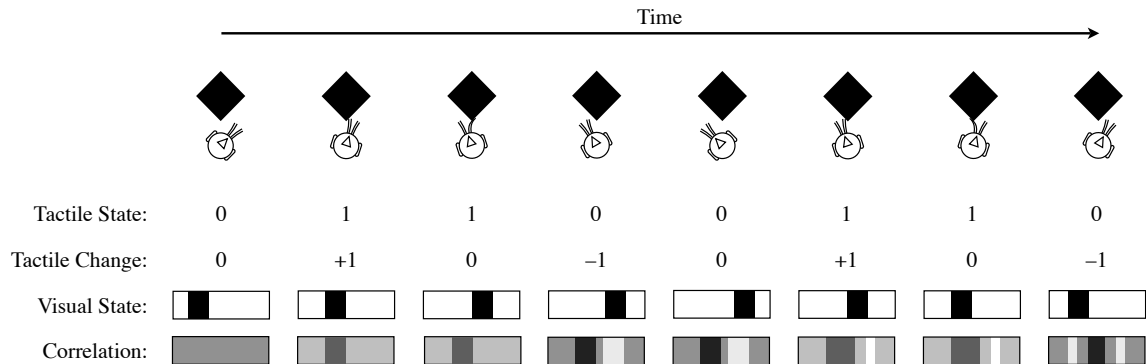 Time
Tactile State: 0 1 1 0 0 1 1 0
Tactile Change: 0 +1 0 –1 0 +1 0 –1
Visual State:
Correlation: